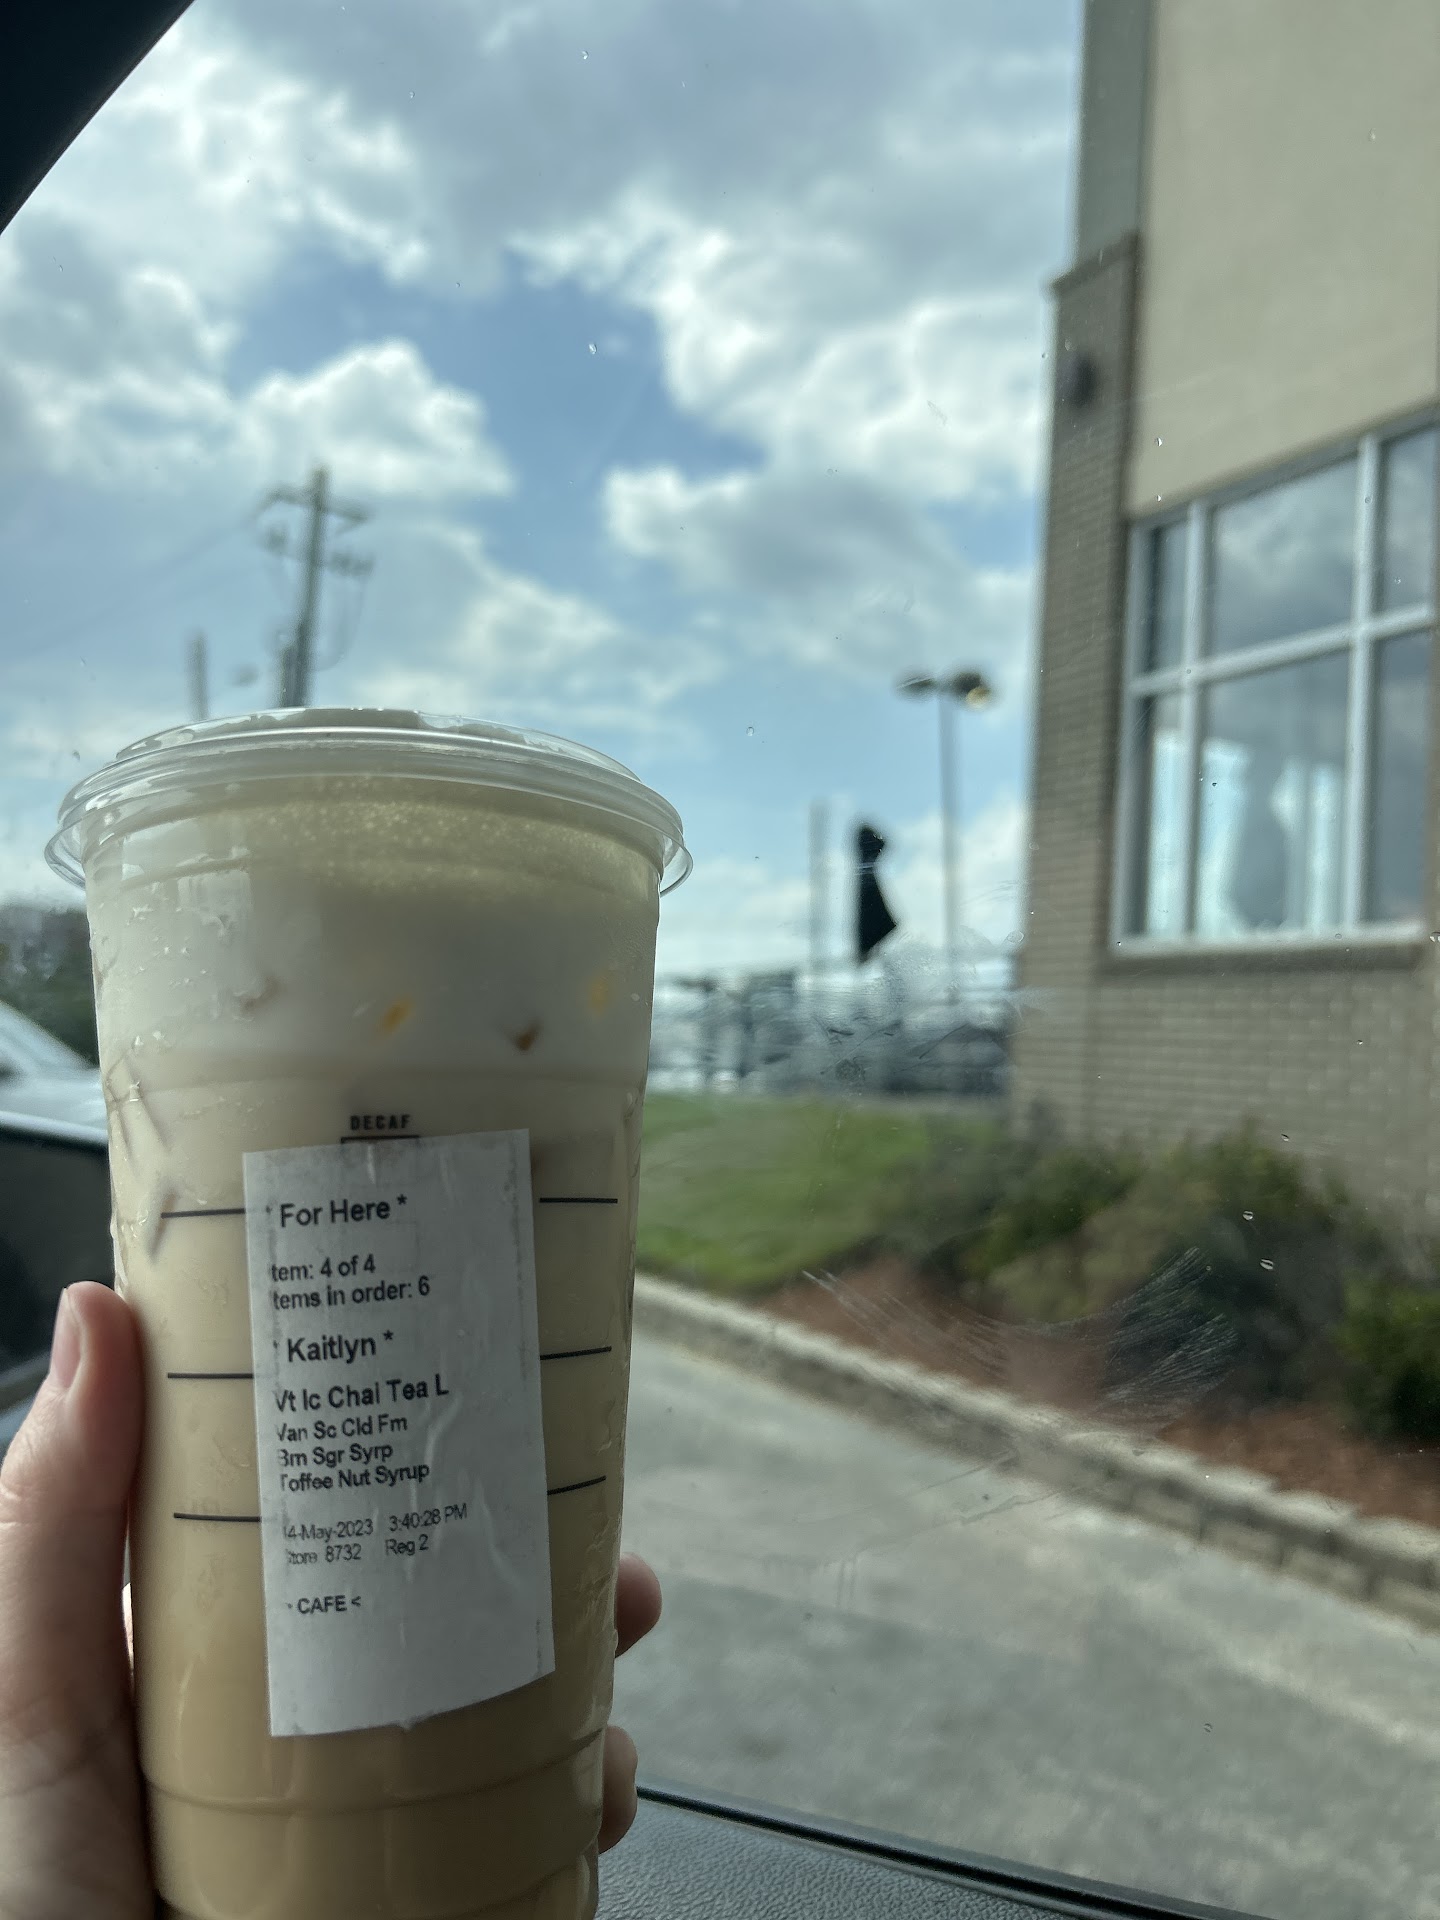 DECAF
* For Here *
tem: 4 of 4
tems in order: 6
* Kaitlyn *
Vt Ic Chai Tea L
Van Sc Cld Fm
Brn Sgr Syrp
Toffee Nut Syrup
4-May-2023 3:40:28 PM
Store 8732 Reg 2
> CAFE <